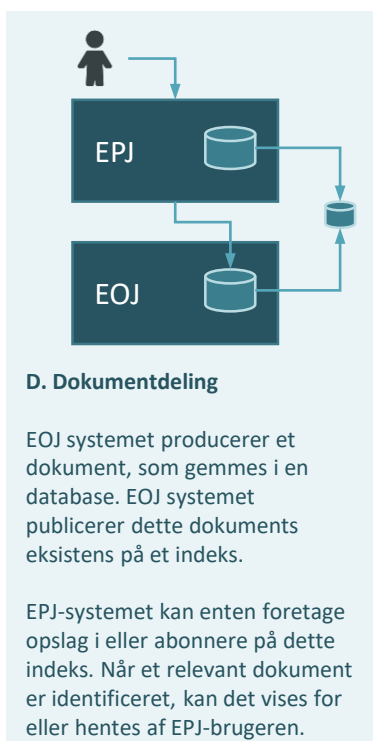 EPJ
EOJ
D. Dokumentdeling
EOJ systemet producerer et
dokument, som gemmes i en
database. EOJ systemet
publicerer dette dokuments
eksistens på et indeks.
EPJ-systemet kan enten foretage
opslag i eller abonnere på dette
indeks. Når et relevant dokument
er identificeret, kan det vises for
eller hentes af EPJ-brugeren.